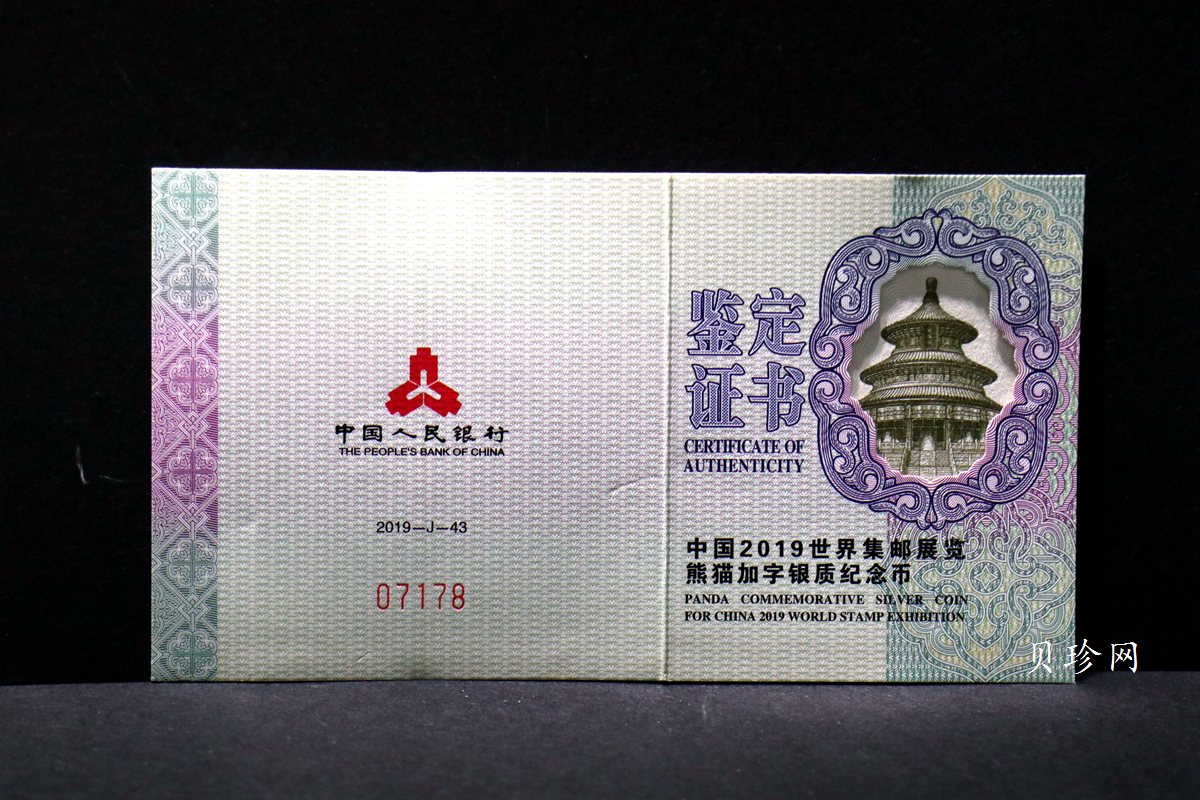 中国人民银行
THE PEOPLE'S BANK OF CHINA
2019—J—43
07178
鉴定
证书
CERTIFICATE OF
AUTHENTICITY
中国2019世界集邮展览
熊猫加字银质纪念币
PANDA COMMEMORATIVE SILVER COIN
FOR CHINA 2019 WORLD STAMP EXHIBITION
贝珍网